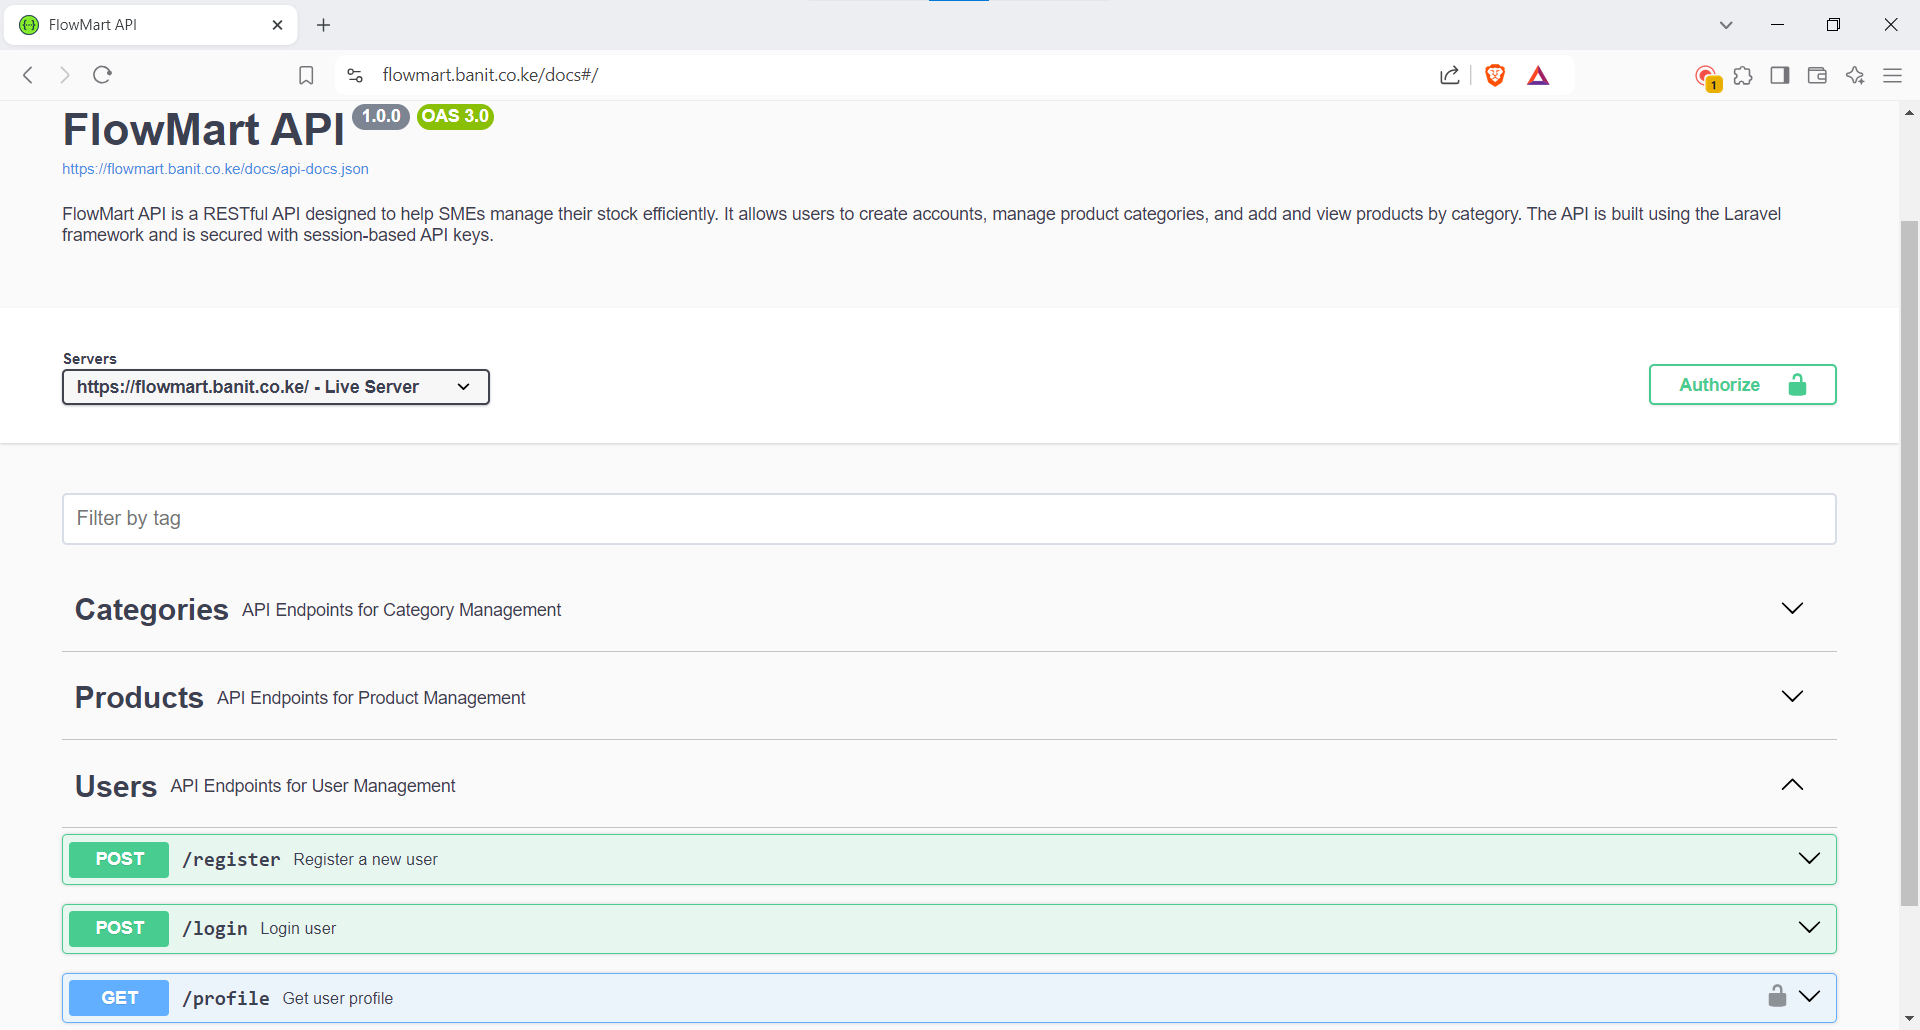 FlowMart API
flowmart.banit.co.ke/docs#/
1
FlowMart API 1.0.0 OAS 3.0
https://flowmart.banit.co.ke/docs/api-docs.json
FlowMart API is a RESTful API designed to help SMEs manage their stock efficiently. It allows users to create accounts, manage product categories, and add and view products by category. The API is built using the Laravel
framework and is secured with session-based API keys.
Servers
https://flowmart.banit.co.ke/ - Live Server
Authorize
Filter by tag
Categories API Endpoints for Category Management
Products API Endpoints for Product Management
Users API Endpoints for User Management
POST /register Register a new user
POST /login Login user
GET /profile Get user profile